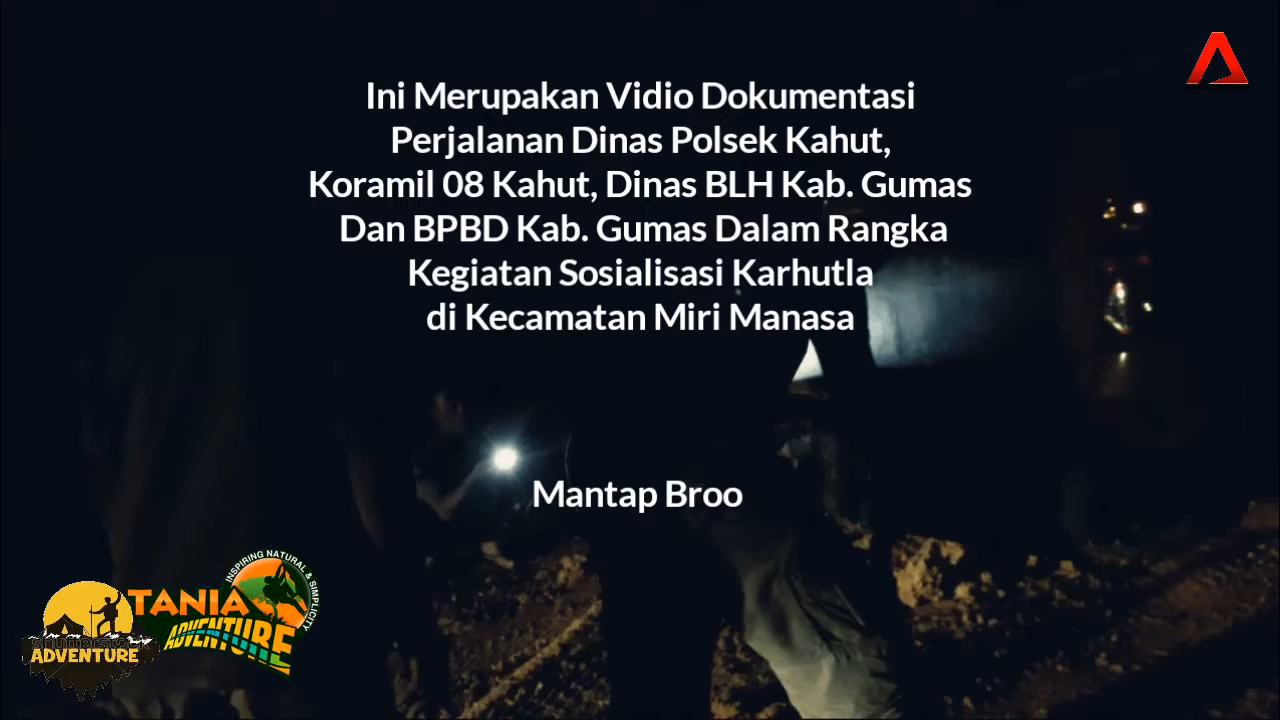 Ini Merupakan Vidio Dokumentasi
Perjalanan Dinas Polsek Kahut,
Koramil 08 Kahut, Dinas BLH Kab. Gumas
Dan BPBD Kab. Gumas Dalam Rangka
Kegiatan Sosialisasi Karhutla
di Kecamatan Miri Manasa
Mantap Broo
INSPIRING NATURAL & SIMPLICITY
TANIA
ADVENTURE
shutterstock
ADVENTURE